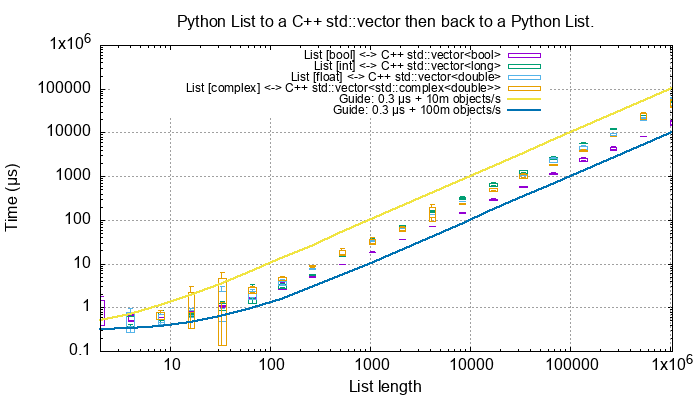 Python List to a C++ std::vector then back to a Python List.
1x10^6
100000
10000
1000
100
10
1
0.1
Time (µs)
List [bool] <-> C++ std::vector<bool>
List [int] <-> C++ std::vector<long>
List [float] <-> C++ std::vector<double>
List [complex] <-> C++ std::vector<std::complex<double>>
Guide: 0.3 µs + 10m objects/s
Guide: 0.3 µs + 100m objects/s
10
100
1000
10000
100000
1x10^6
List length